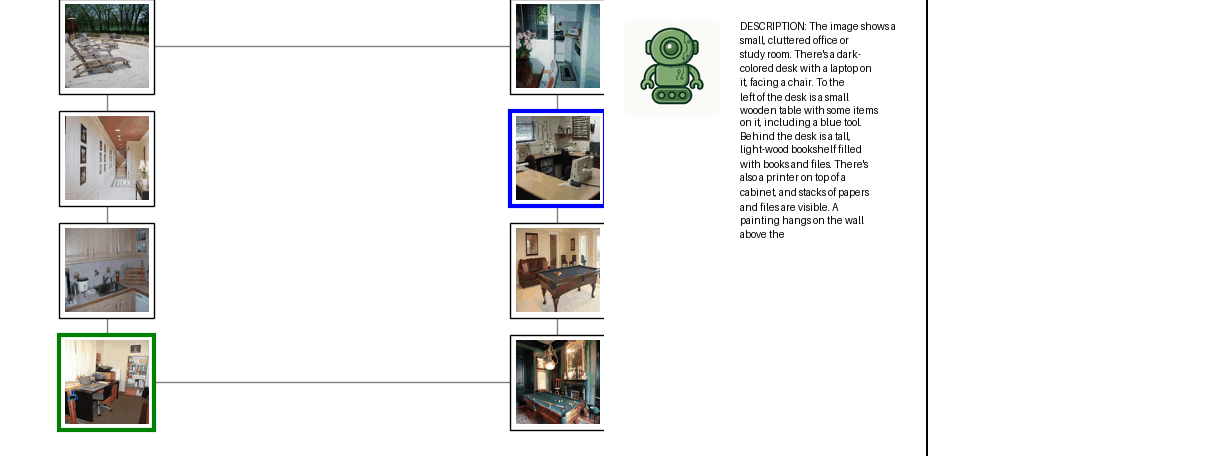 DESCRIPTION: The image shows a
small, cluttered office or
study room. There's a dark-
colored desk with a laptop on
it, facing a chair. To the
left of the desk is a small
wooden table with some items
on it, including a blue tool.
Behind the desk is a tall,
light-wood bookshelf filled
with books and files. There's
also a printer on top of a
cabinet, and stacks of papers
and files are visible. A
painting hangs on the wall
above the